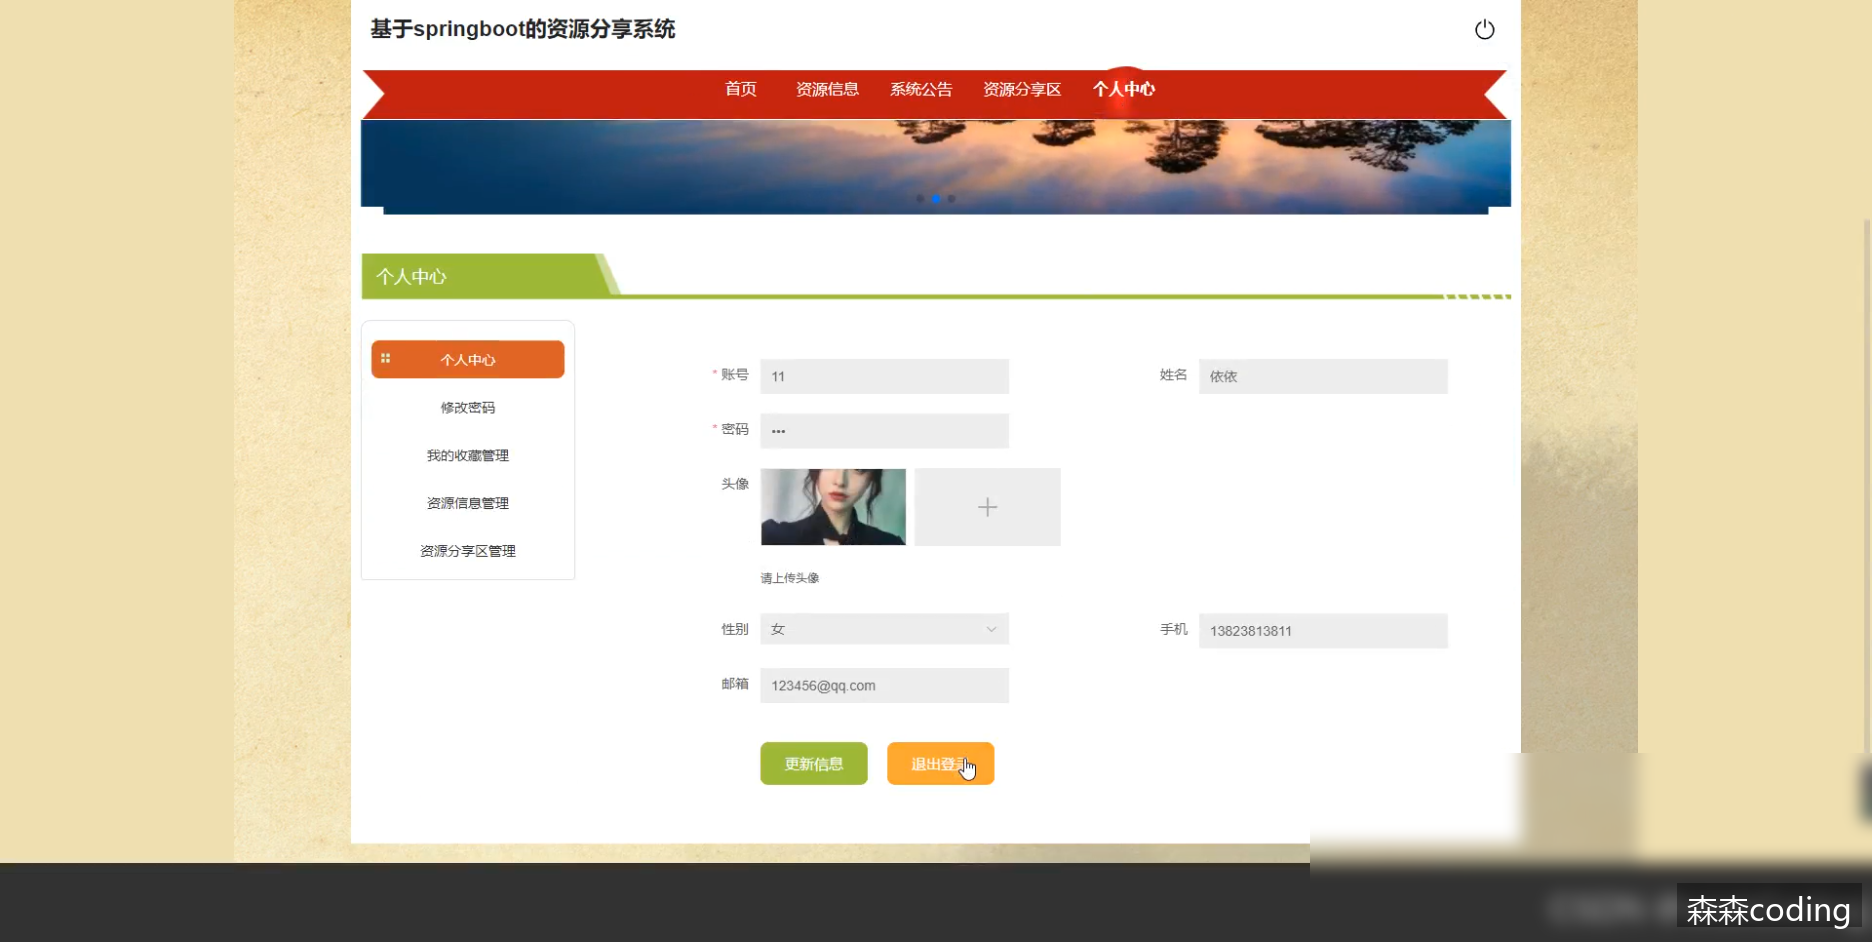 基于springboot的资源分享系统
首页 资源信息 系统公告 资源分享区 个人中心
个人中心
个人中心
修改密码
我的收藏管理
资源信息管理
资源分享区管理
* 账号 11 姓名 依依
* 密码 •••
头像
请上传头像
性别 女 手机 13823813811
邮箱 123456@qq.com
更新信息 退出登录
森森coding